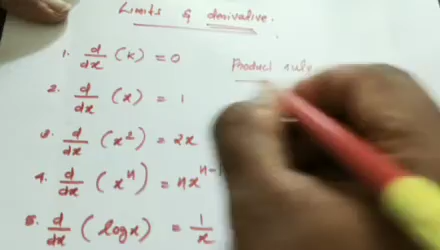 Limits & derivative.
1. d/dx (k) = 0
2. d/dx (x) = 1
3. d/dx (x²) = 2x
4. d/dx (xⁿ) = nxⁿ⁻
5. d/dx (log x) = 1/x
Product rule